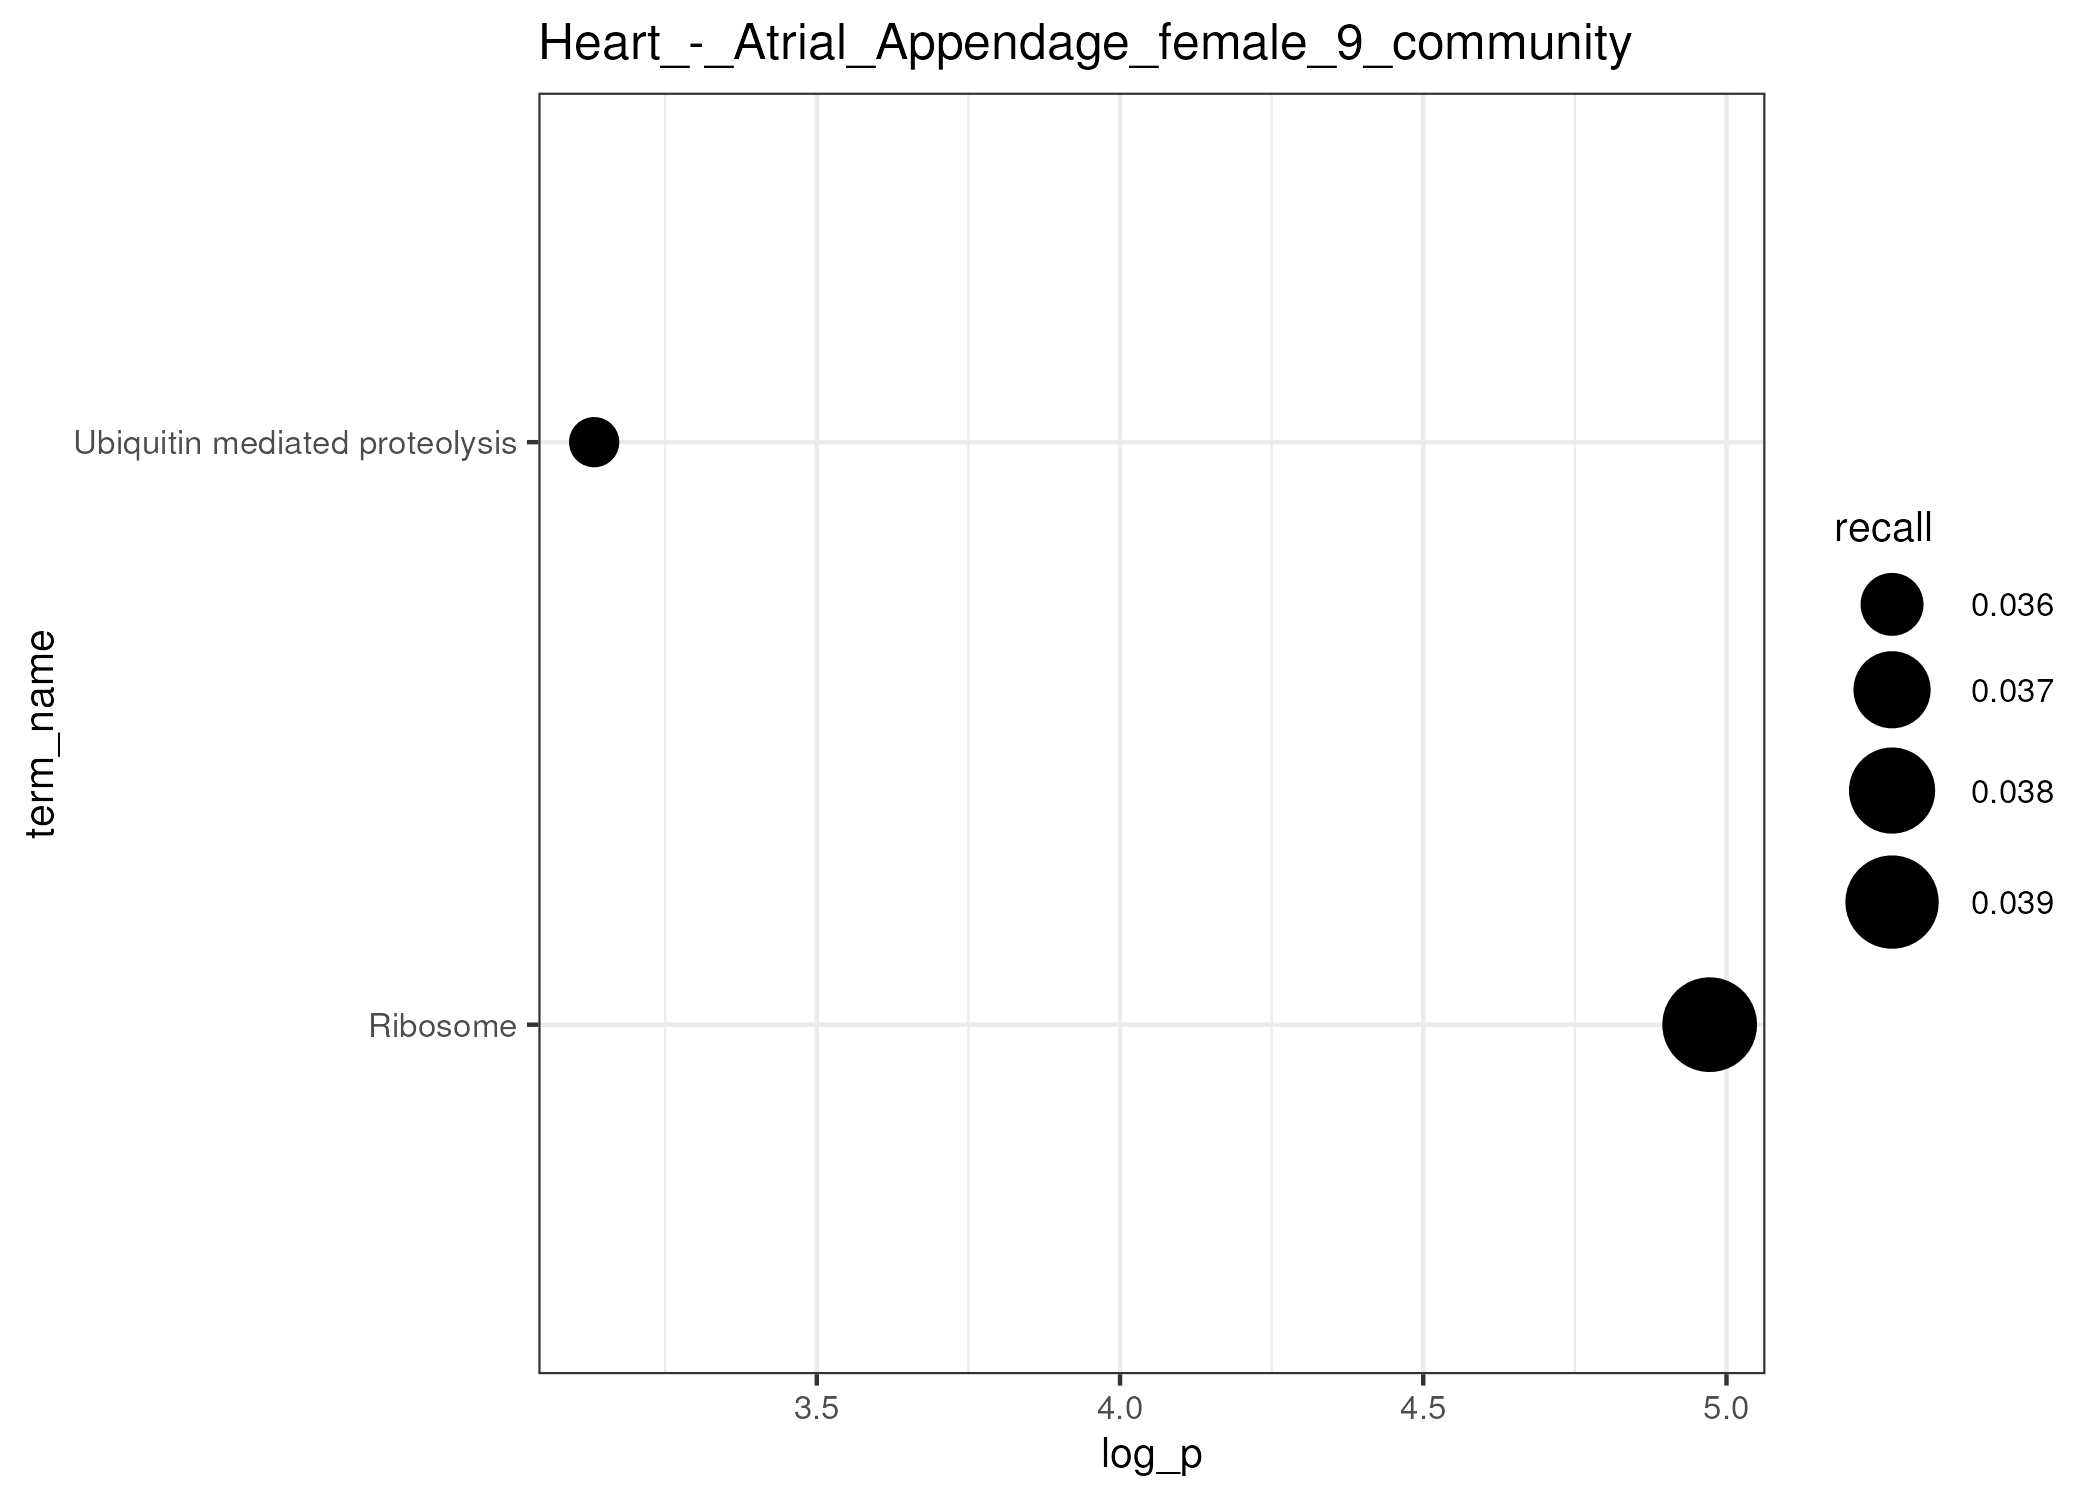 Heart_-_Atrial_Appendage_female_9_community
term_name
Ubiquitin mediated proteolysis
Ribosome
3.5
4.0
4.5
5.0
log_p
recall
0.036
0.037
0.038
0.039